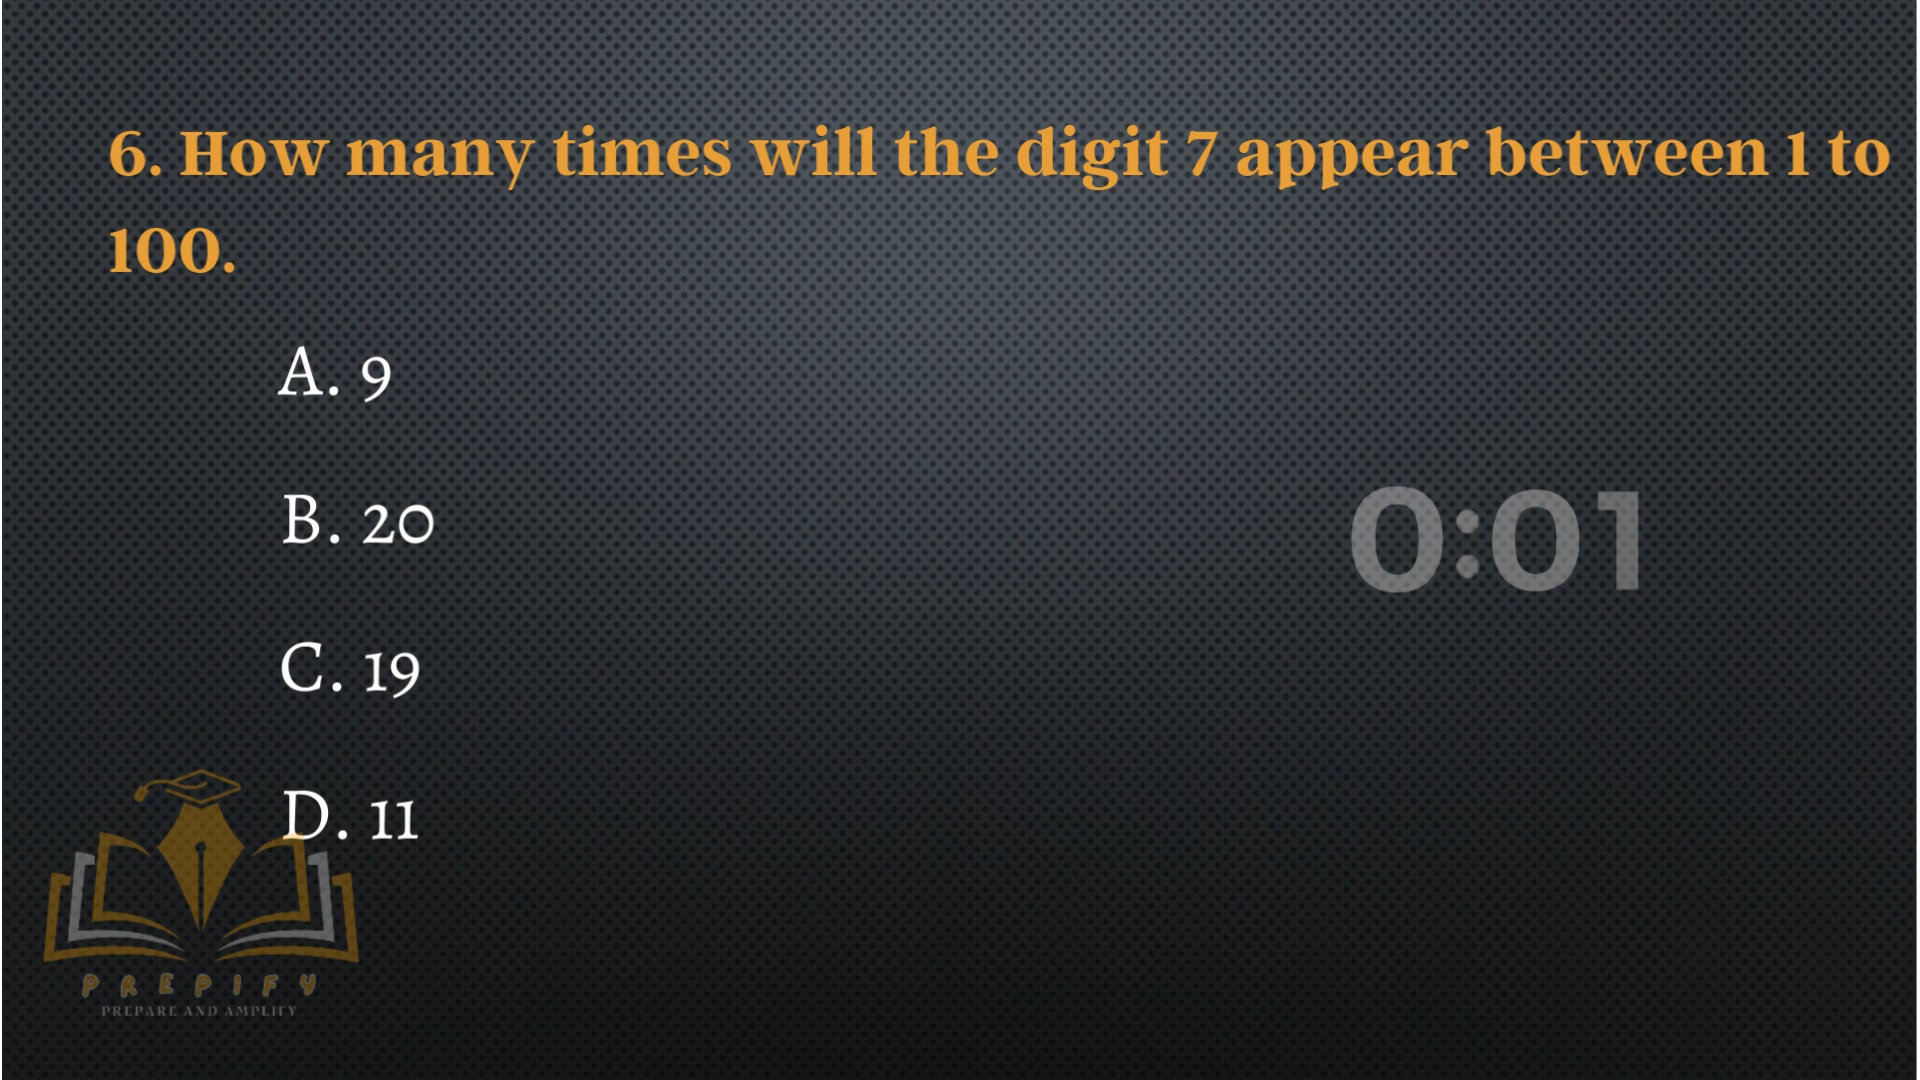 6. How many times will the digit 7 appear between 1 to
100.
A. 9
B. 20
0:01
C. 19
D. 11
PREPIFY
PREPARE AND AMPLIFY